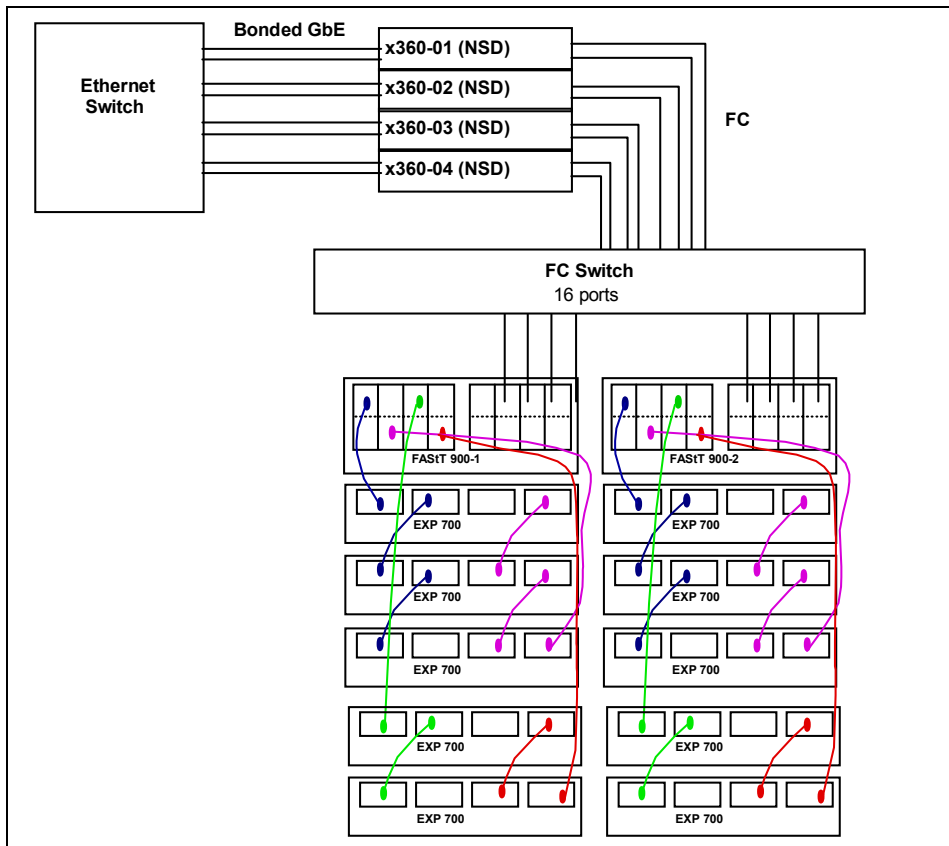 Bonded GbE
Ethernet
Switch
x360-01 (NSD)
x360-02 (NSD)
x360-03 (NSD)
x360-04 (NSD)
FC
FC Switch
16 ports
FAStT 900-1
FAStT 900-2
EXP 700
EXP 700
EXP 700
EXP 700
EXP 700
EXP 700
EXP 700
EXP 700
EXP 700
EXP 700